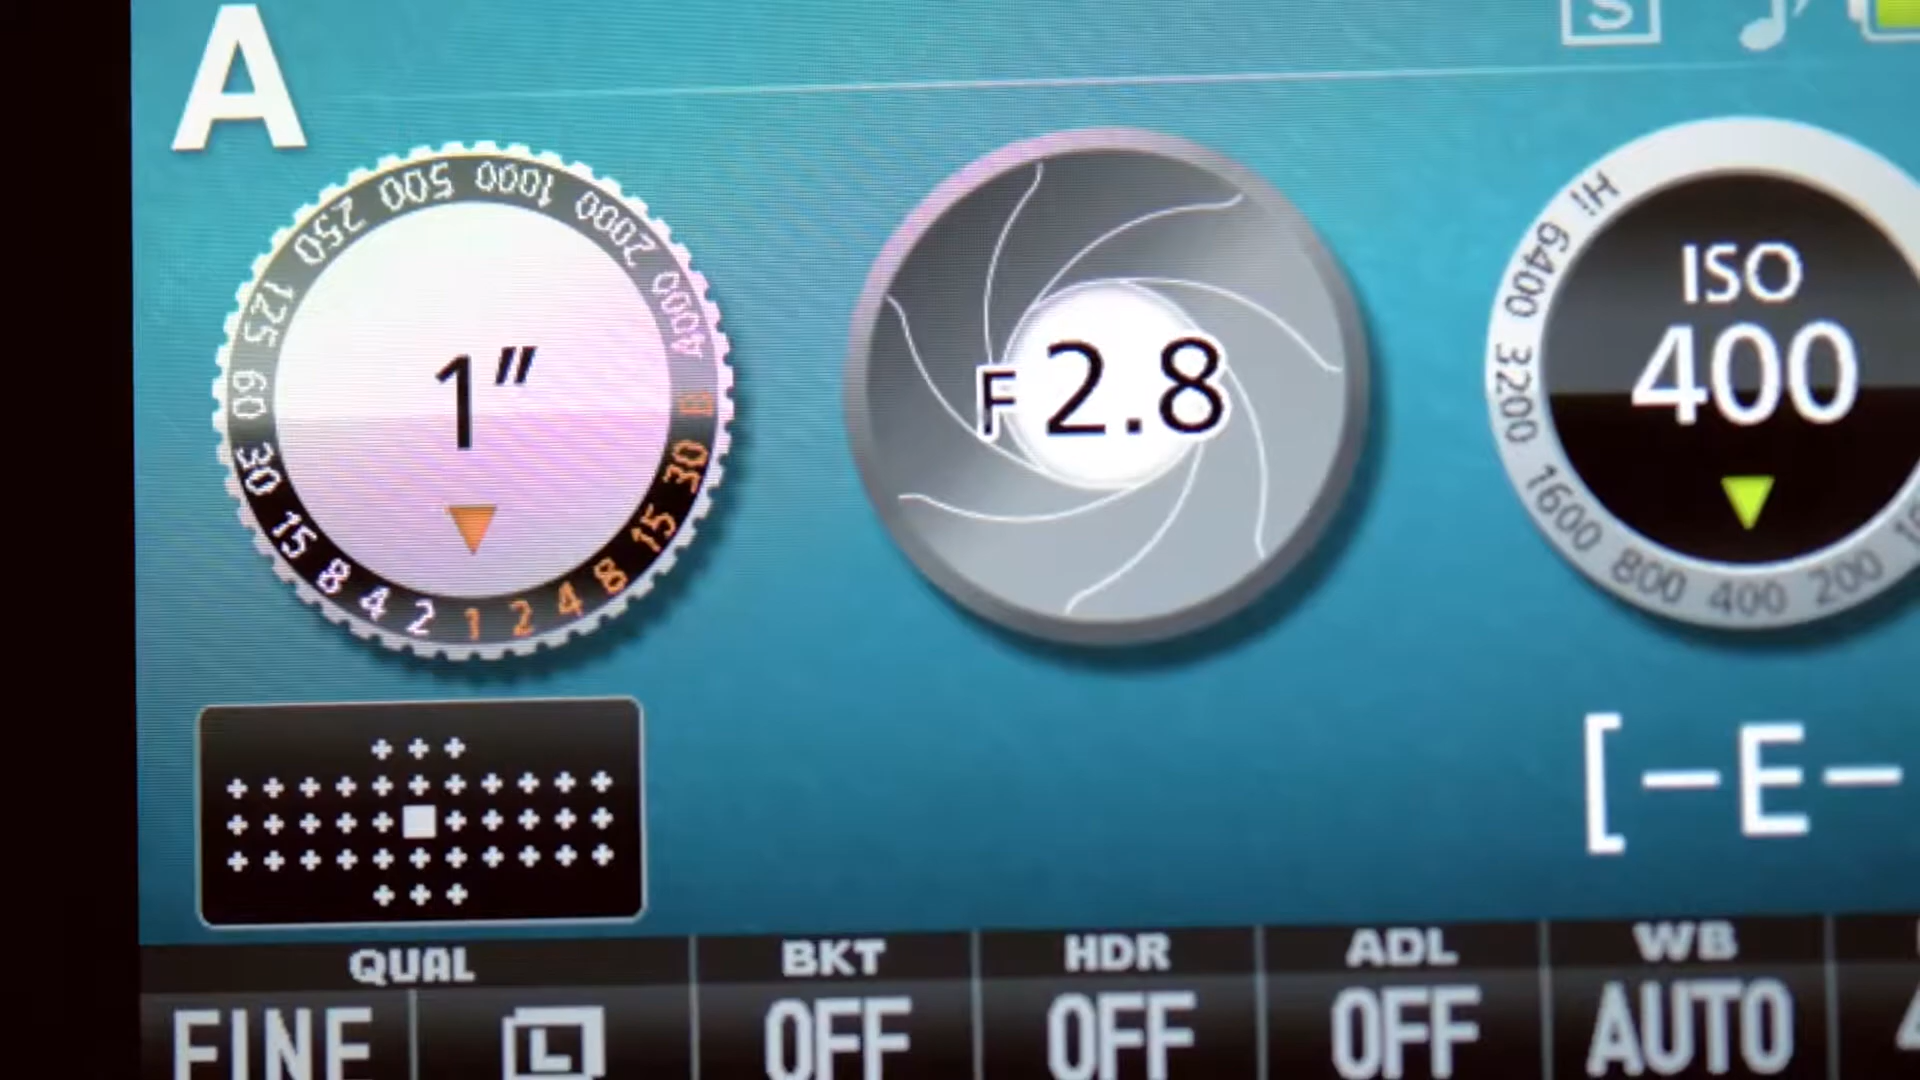 A
S
1"
4000 2000 1000 500 250 125 60 30 15 8 4 2 1 2 4 8 15 30 B
F 2.8
ISO
400
Hi 6400 3200 1600 800 400 200
[-E-
QUAL BKT HDR ADL WB
FINE L OFF OFF OFF AUTO